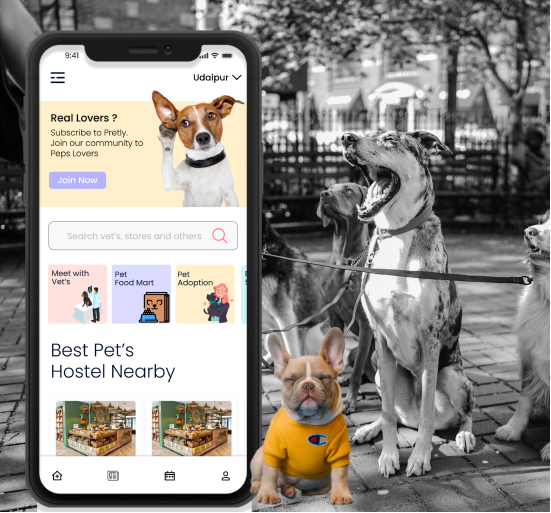 9:41
Udaipur
Real Lovers ?
Subscribe to Pretly.
Join our community to
Peps Lovers
Join Now
Search vet's, stores and others
Meet with
Vet's
Pet
Food Mart
Pet
Adoption
Best Pet's
Hostel Nearby